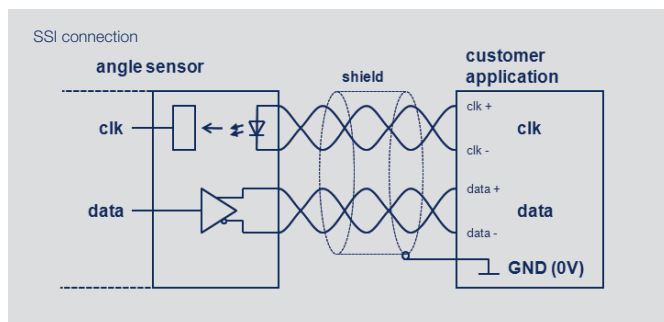 SSI connection
angle sensor
shield
customer
application
clk
clk +
clk
clk -
data
data +
data
data -
GND (0V)